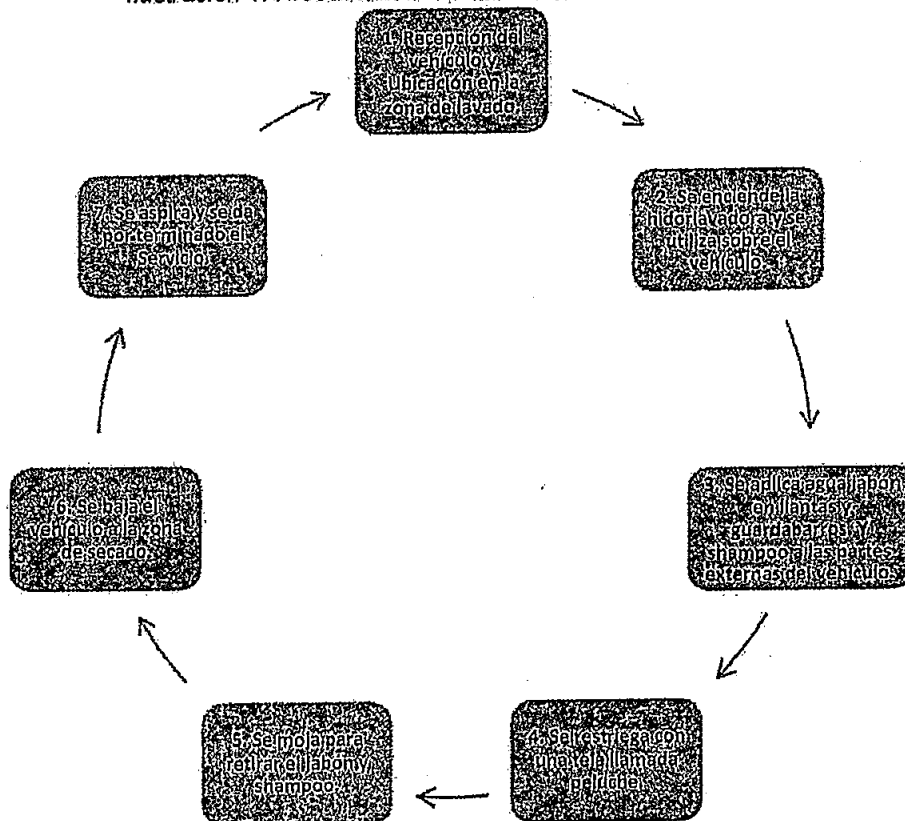 1. Recepción del
vehículo y
Ubicación en la
zona de lavado.
2. Se enciende la
hidorlavadora y se
utiliza sobre el
vehículo.
3. Se aplica agua jabon
en llantas y
guardabarros. Y
shampoo a las partes
externas del vehículo.
4. Se restriega con
una tela llamada
peluche.
5. Se moja para
retirar el Jabon y
shampoo.
6. Se baja el
vehículo a la zona
de secado.
7. Se aspira y se da
por terminado el
Servicio.